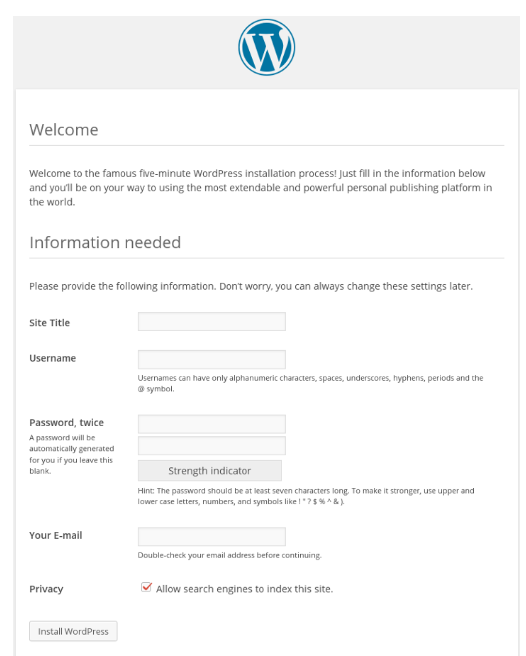 Welcome
Welcome to the famous five-minute WordPress installation process! Just fill in the information below
and you'll be on your way to using the most extendable and powerful personal publishing platform in
the world.
Information needed
Please provide the following information. Don't worry, you can always change these settings later.
Site Title
Username
Usernames can have only alphanumeric characters, spaces, underscores, hyphens, periods and the
@ symbol.
Password, twice
A password will be
automatically generated
for you if you leave this
blank.
Strength indicator
Hint: The password should be at least seven characters long. To make it stronger, use upper and
lower case letters, numbers, and symbols like ! " ? $ % ^ & ).
Your E-mail
Double-check your email address before continuing.
Privacy
Allow search engines to index this site.
Install WordPress